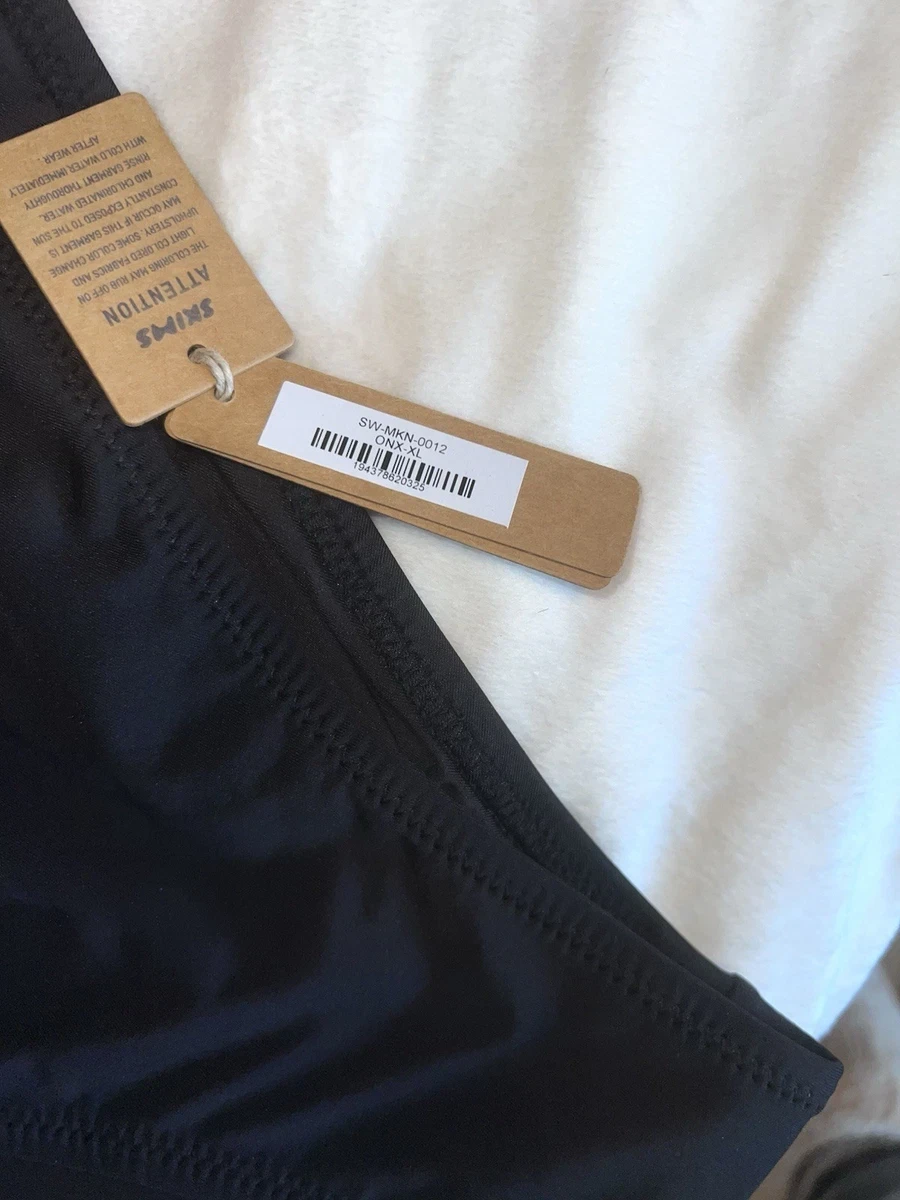 SKIMS
ATTENTION
THE COLORING MAY RUB OFF ON
LIGHT COLORED FABRICS AND
UPHOLSTERY. SOME COLOR CHANGE
MAY OCCUR IF THIS GARMENT IS
CONSTANTLY EXPOSED TO THE SUN
AND CHLORINATED WATER.
RINSE GARMENT THOROUGHTY
WITH COLD WATER IMMEDIATELY
AFTER WEAR.
SW-MKN-0012
ONX-XL
194378620325